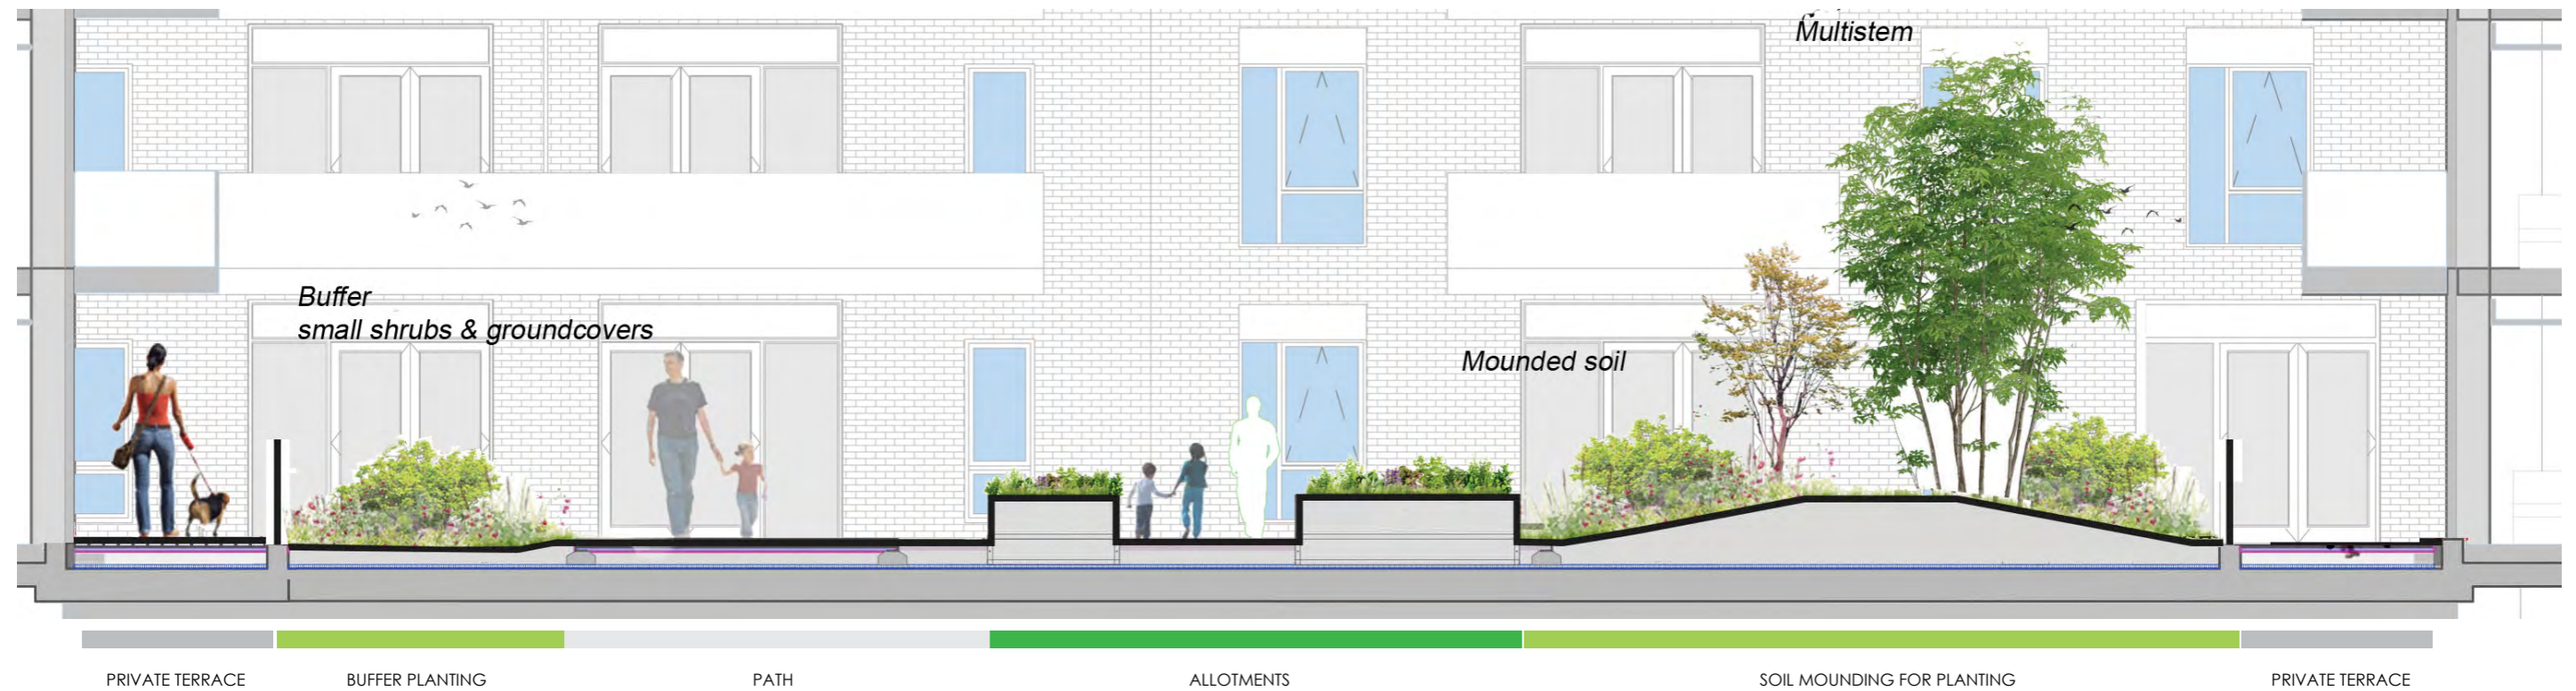 Multistem
Buffer
small shrubs & groundcovers
Mounded soil
PRIVATE TERRACE
BUFFER PLANTING
PATH
ALLOTMENTS
SOIL MOUNDING FOR PLANTING
PRIVATE TERRACE